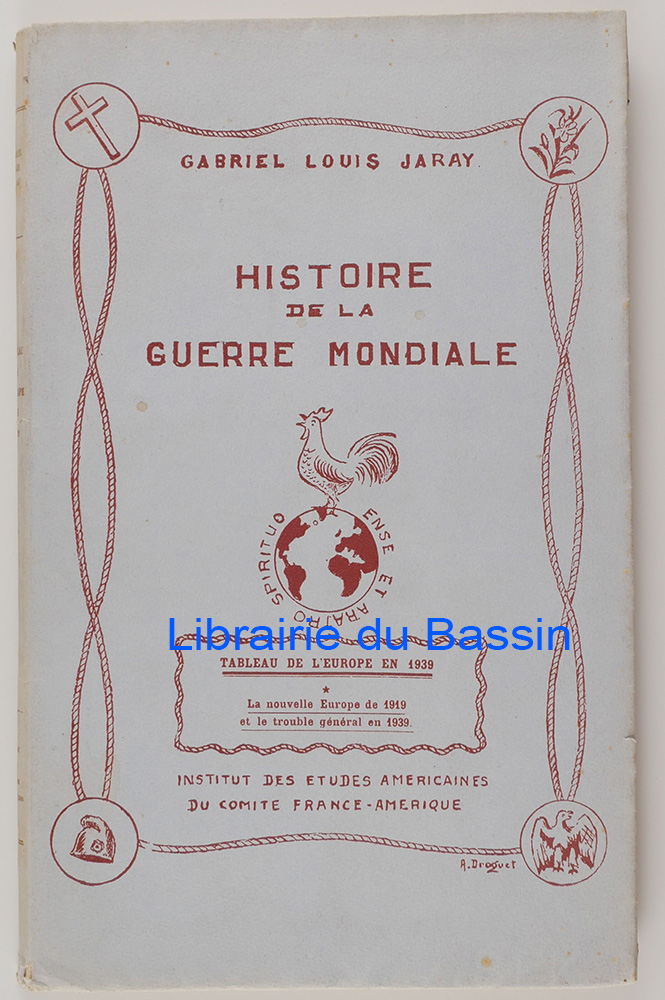 GABRIEL LOUIS JARAY
HISTOIRE
DE LA
GUERRE MONDIALE
SPIRITUO ENSE ET ARAJRO
Librairie du Bassin
TABLEAU DE L'EUROPE EN 1939
La nouvelle Europe de 1919
et le trouble général en 1939.
INSTITUT DES ETUDES AMERICAINES
DU COMITE FRANCE-AMERIQUE
A. Droguet